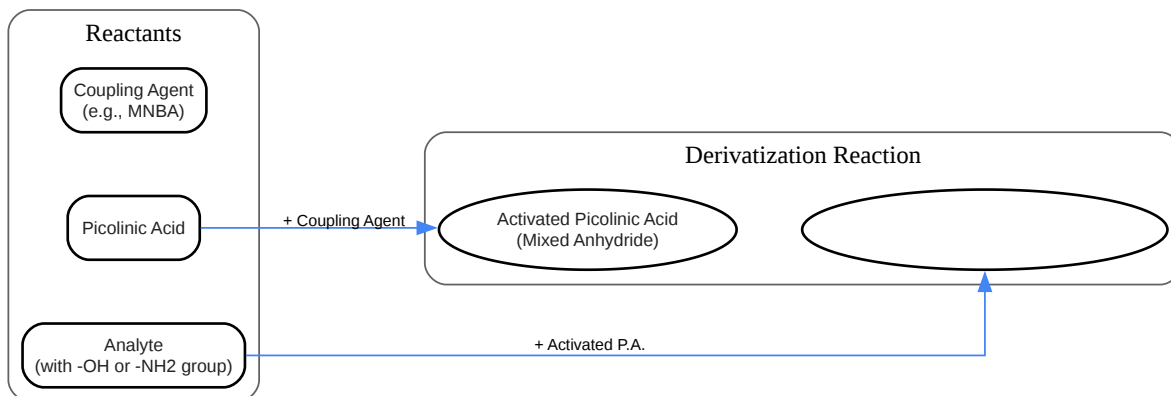 Reactants
Coupling Agent
(e.g., MNBA)
Picolinic Acid
+ Coupling Agent
Derivatization Reaction
Activated Picolinic Acid
(Mixed Anhydride)
Analyte
(with -OH or -NH2 group)
+ Activated P.A.